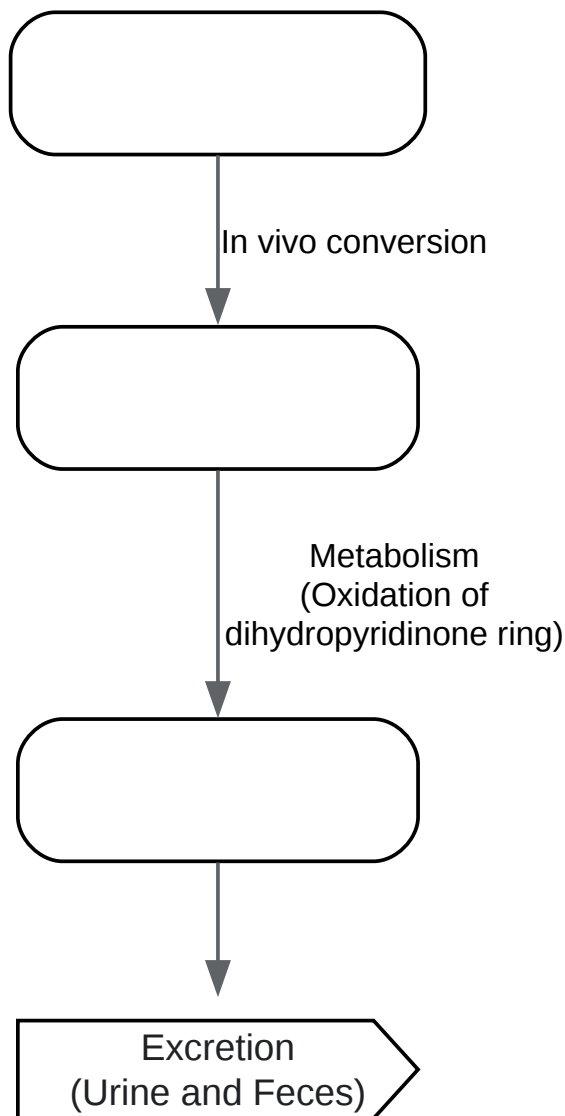 In vivo conversion
Metabolism
(Oxidation of
dihydropyridinone ring)
Excretion
(Urine and Feces)